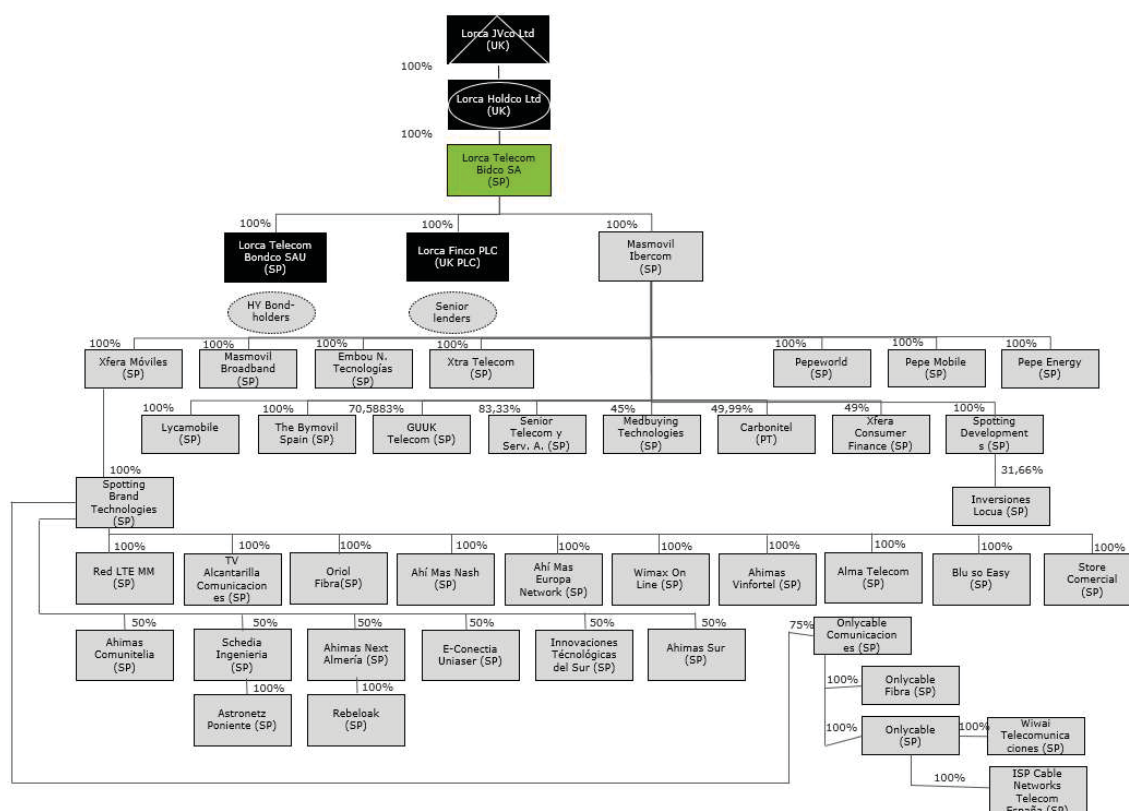 Lorca JVco Ltd
(UK)
100%
Lorca Holdco Ltd
(UK)
100%
Lorca Telecom
Bidco SA
(SP)
100%
100%
100%
Lorca Telecom
Bondco SAU
(SP)
Lorca Finco PLC
(UK PLC)
Masmovil
Ibercom
(SP)
HY Bond-
holders
Senior
lenders
100%
100%
100%
100%
100%
100%
100%
Xfera Móviles
(SP)
Masmovil
Broadband
(SP)
Embou N.
Tecnologías
(SP)
Xtra Telecom
(SP)
Pepeworld
(SP)
Pepe Mobile
(SP)
Pepe Energy
(SP)
100%
100%
70,5883%
83,33%
45%
49,99%
49%
100%
Lycamobile
(SP)
The Bymovil
Spain (SP)
GUUK
Telecom (SP)
Senior
Telecom y
Serv. A. (SP)
Medbuying
Technologies
(SP)
Carbonitel
(PT)
Xfera
Consumer
Finance (SP)
Spotting
Development
s (SP)
100%
31,66%
Spotting
Brand
Technologies
(SP)
Inversiones
Locua (SP)
100%
100%
100%
100%
100%
100%
100%
100%
100%
100%
Red LTE MM
(SP)
TV
Alcantarilla
Comunicacion
es (SP)
Oriol
Fibra(SP)
Ahí Mas Nash
(SP)
Ahí Mas
Europa
Network (SP)
Wimax On
Line (SP)
Ahimas
Vinfortel (SP)
Alma Telecom
(SP)
Blu so Easy
(SP)
Store
Comercial
(SP)
50%
50%
50%
50%
50%
50%
75%
Ahimas
Comunitelia
(SP)
Schedia
Ingenieria
(SP)
Ahimas Next
Almería (SP)
E-Conectia
Uniaser (SP)
Innovaciones
Técnológicas
del Sur (SP)
Ahimas Sur
(SP)
Onlycable
Comunicacion
es (SP)
100%
100%
100%
Astronetz
Poniente (SP)
Rebeloak
(SP)
Onlycable
Fibra (SP)
100%
Onlycable
(SP)
100%
Wiwai
Telecomunica
ciones (SP)
100%
ISP Cable
Networks
Telecom
España (SP)